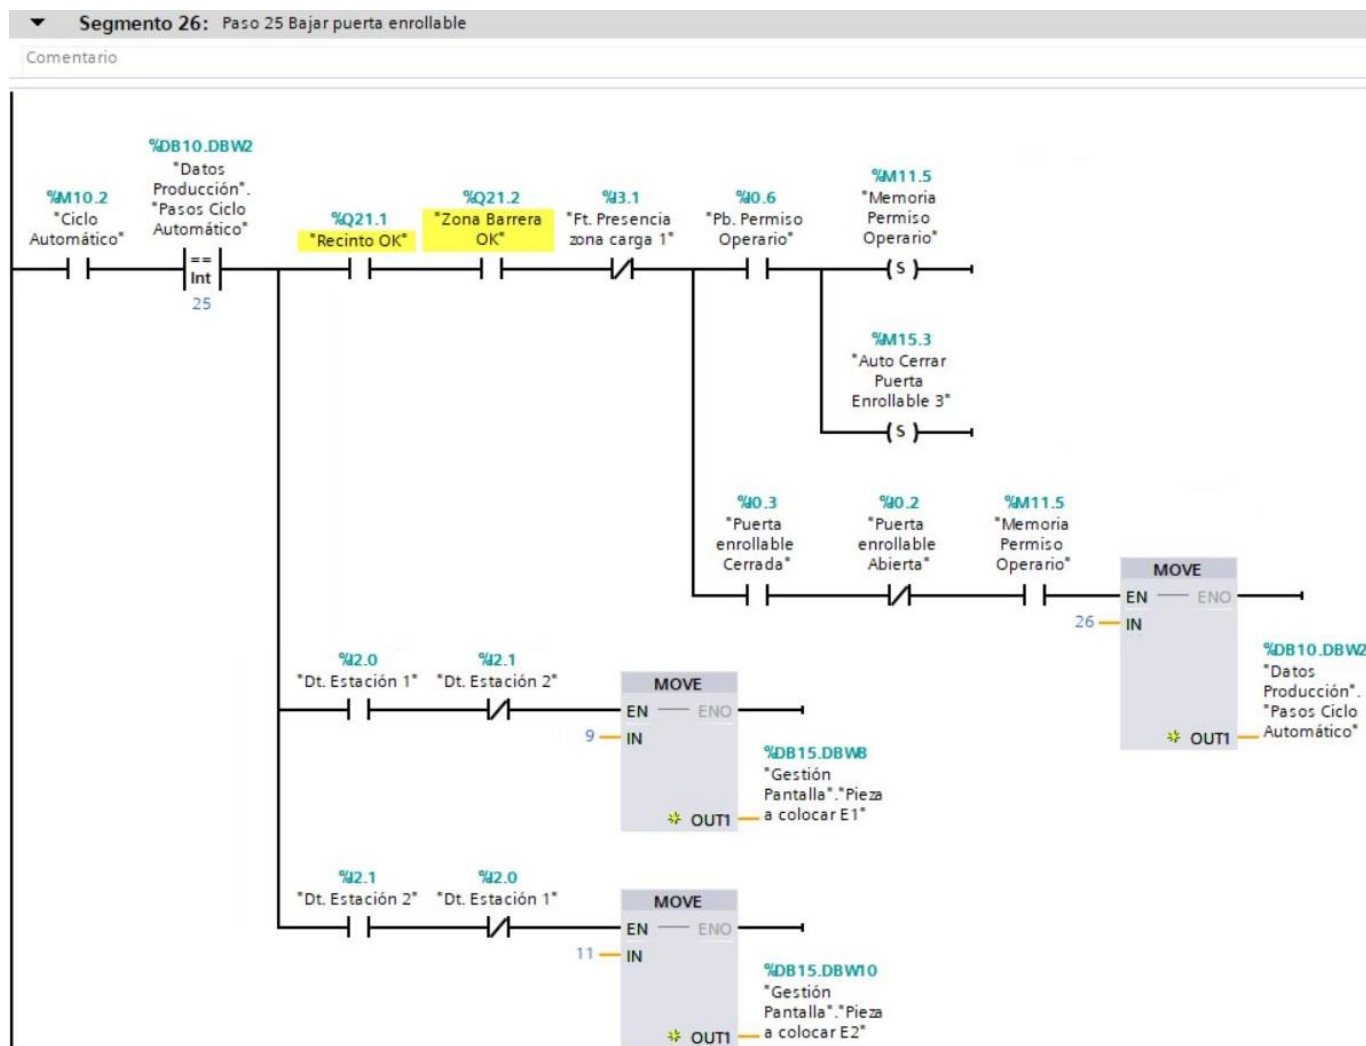 Segmento 26: Paso 25 Bajar puerta enrollable
Comentario
%DB10.DBW2
"Datos
Producción".
"Pasos Ciclo
Automático"
%M10.2
"Ciclo
Automático"
==
Int
25
%Q21.1
"Recinto OK"
%Q21.2
"Zona Barrera
OK"
%I3.1
"Ft. Presencia
zona carga 1"
%I0.6
"Pb. Permiso
Operario"
%M11.5
"Memoria
Permiso
Operario"
S
%M15.3
"Auto Cerrar
Puerta
Enrollable 3"
S
%I0.3
"Puerta
enrollable
Cerrada"
%I0.2
"Puerta
enrollable
Abierta"
%M11.5
"Memoria
Permiso
Operario"
MOVE
EN ENO
26 IN
OUT1
%DB10.DBW2
"Datos
Producción".
"Pasos Ciclo
Automático"
%I2.0
"Dt. Estación 1"
%I2.1
"Dt. Estación 2"
MOVE
EN ENO
9 IN
OUT1
%DB15.DBW8
"Gestión
Pantalla"."Pieza
a colocar E1"
%I2.1
"Dt. Estación 2"
%I2.0
"Dt. Estación 1"
MOVE
EN ENO
11 IN
OUT1
%DB15.DBW10
"Gestión
Pantalla"."Pieza
a colocar E2"